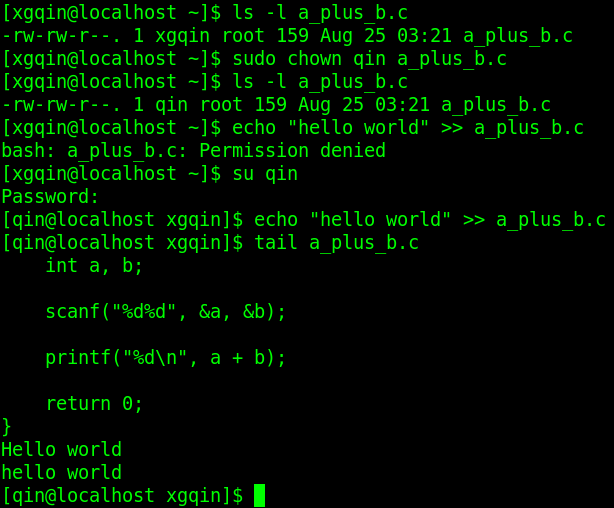 [xgqin@localhost ~]$ ls -l a_plus_b.c
-rw-rw-r--. 1 xgqin root 159 Aug 25 03:21 a_plus_b.c
[xgqin@localhost ~]$ sudo chown qin a_plus_b.c
[xgqin@localhost ~]$ ls -l a_plus_b.c
-rw-rw-r--. 1 qin root 159 Aug 25 03:21 a_plus_b.c
[xgqin@localhost ~]$ echo "hello world" >> a_plus_b.c
bash: a_plus_b.c: Permission denied
[xgqin@localhost ~]$ su qin
Password:
[qin@localhost xgqin]$ echo "hello world" >> a_plus_b.c
[qin@localhost xgqin]$ tail a_plus_b.c
    int a, b;

    scanf("%d%d", &a, &b);

    printf("%d\n", a + b);

    return 0;
}
Hello world
hello world
[qin@localhost xgqin]$